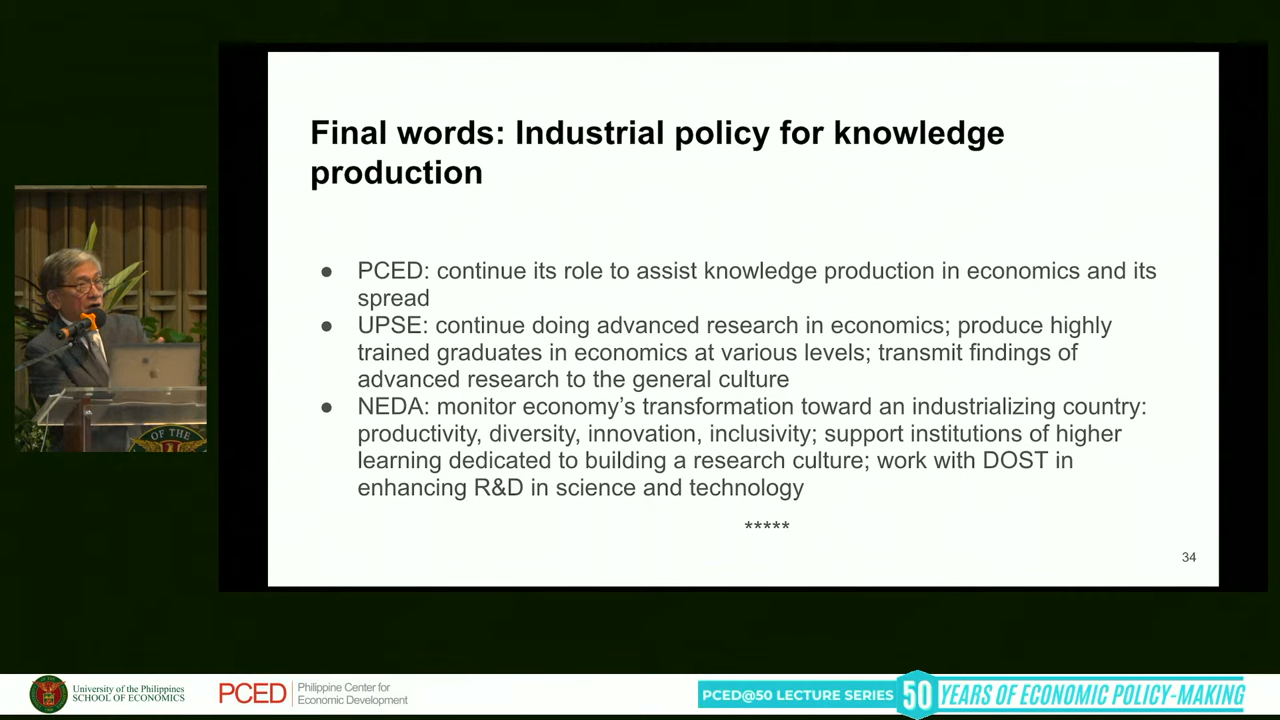 Final words: Industrial policy for knowledge
production
● PCED: continue its role to assist knowledge production in economics and its
spread
● UPSE: continue doing advanced research in economics; produce highly
trained graduates in economics at various levels; transmit findings of
advanced research to the general culture
● NEDA: monitor economy’s transformation toward an industrializing country:
productivity, diversity, innovation, inclusivity; support institutions of higher
learning dedicated to building a research culture; work with DOST in
enhancing R&D in science and technology
*****
34
OF THE
University of the Philippines
SCHOOL OF ECONOMICS
PCED
Philippine Center for
Economic Development
PCED@50 LECTURE SERIES
50 YEARS OF ECONOMIC POLICY-MAKING